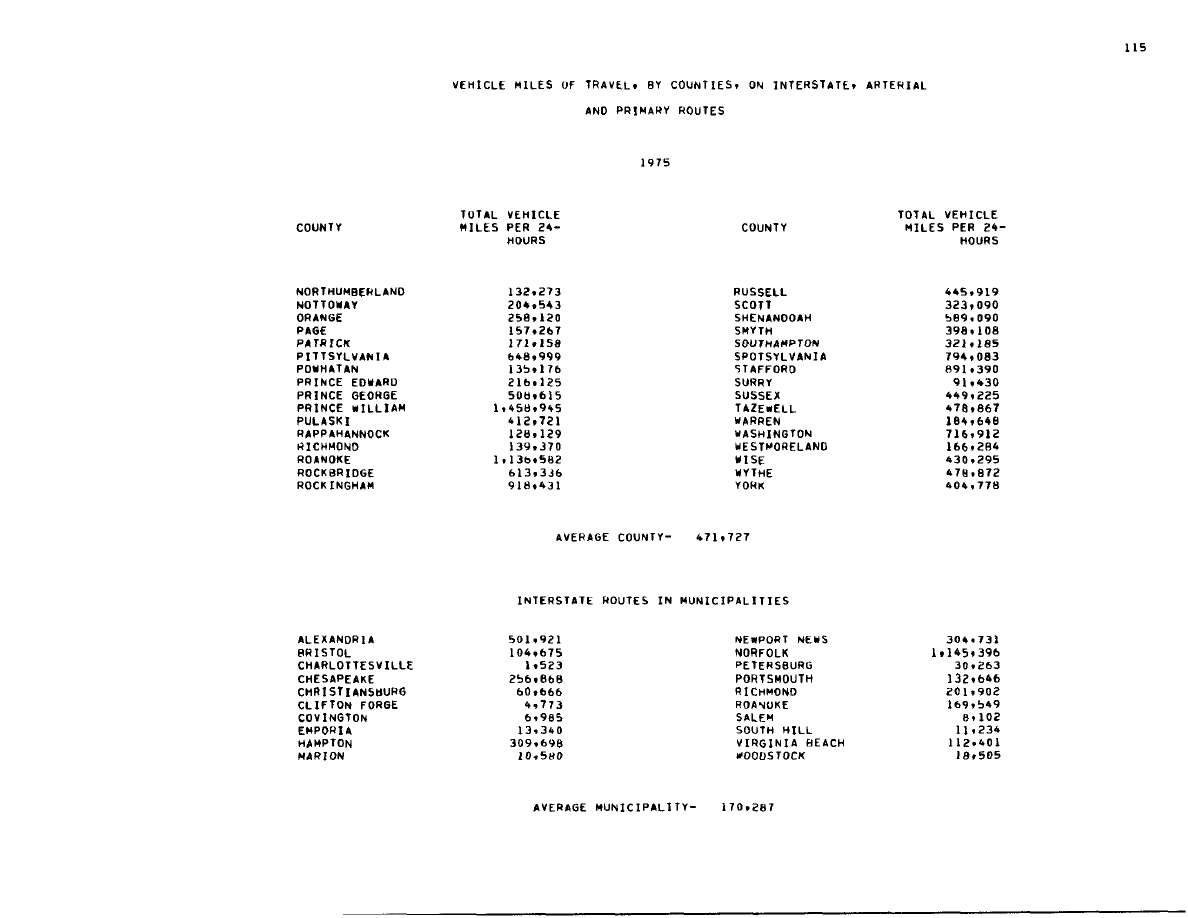 115
VEHICLE MILES OF TRAVEL, BY COUNTIES, ON INTERSTATE, ARTERIAL
AND PRIMARY ROUTES
1975
TOTAL VEHICLE TOTAL VEHICLE
COUNTY MILES PER 24- COUNTY MILES PER 24-
HOURS HOURS
NORTHUMBERLAND 132,273 RUSSELL 445,919
NOTTOWAY 204,543 SCOTT 323,090
ORANGE 258,120 SHENANDOAH 589,090
PAGE 157,267 SMYTH 398,108
PATRICK 171,158 SOUTHAMPTON 321,185
PITTSYLVANIA 648,999 SPOTSYLVANIA 794,083
POWHATAN 135,176 STAFFORD 891,390
PRINCE EDWARD 216,125 SURRY 91,430
PRINCE GEORGE 508,615 SUSSEX 449,225
PRINCE WILLIAM 1,458,945 TAZEWELL 478,867
PULASKI 412,721 WARREN 184,648
RAPPAHANNOCK 128,129 WASHINGTON 716,912
RICHMOND 139,370 WESTMORELAND 166,284
ROANOKE 1,136,582 WISE 430,295
ROCKBRIDGE 613,336 WYTHE 478,872
ROCKINGHAM 918,431 YORK 404,778
AVERAGE COUNTY- 471,727
INTERSTATE ROUTES IN MUNICIPALITIES
ALEXANDRIA 501,921 NEWPORT NEWS 304,731
BRISTOL 104,675 NORFOLK 1,145,396
CHARLOTTESVILLE 1,523 PETERSBURG 30,263
CHESAPEAKE 256,868 PORTSMOUTH 132,646
CHRISTIANSBURG 60,666 RICHMOND 201,902
CLIFTON FORGE 4,773 ROANOKE 169,549
COVINGTON 6,985 SALEM 8,102
EMPORIA 13,340 SOUTH HILL 11,234
HAMPTON 309,698 VIRGINIA BEACH 112,401
MARION 10,580 WOODSTOCK 18,505
AVERAGE MUNICIPALITY- 170,287